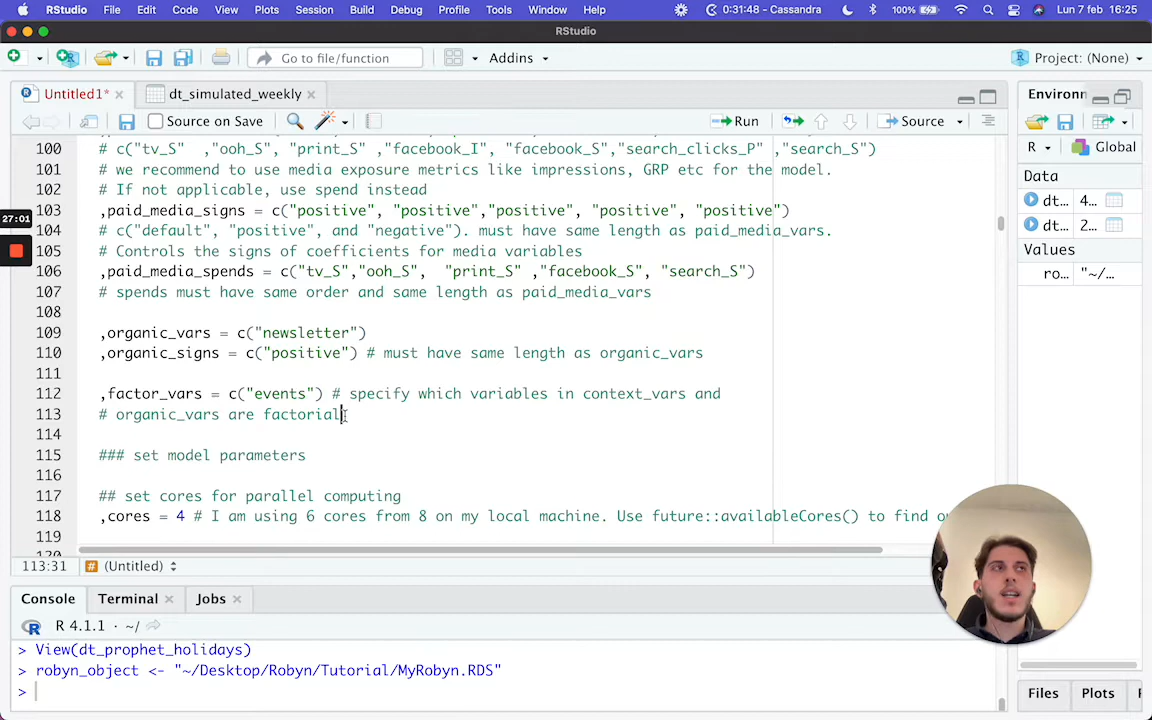 RStudio File Edit Code View Plots Session Build Debug Profile Tools Window Help 0:31:48 - Cassandra 100% Lun 7 feb 16:25
RStudio
Go to file/function Addins Project: (None)
Untitled1* dt_simulated_weekly
Source on Save Run Source
100 # c("tv_S" ,"ooh_S", "print_S" ,"facebook_I", "facebook_S","search_clicks_P" ,"search_S")
101 # we recommend to use media exposure metrics like impressions, GRP etc for the model.
102 # If not applicable, use spend instead
103 ,paid_media_signs = c("positive", "positive","positive", "positive", "positive")
104 # c("default", "positive", and "negative"). must have same length as paid_media_vars.
105 # Controls the signs of coefficients for media variables
106 ,paid_media_spends = c("tv_S","ooh_S", "print_S" ,"facebook_S", "search_S")
107 # spends must have same order and same length as paid_media_vars
108
109 ,organic_vars = c("newsletter")
110 ,organic_signs = c("positive") # must have same length as organic_vars
111
112 ,factor_vars = c("events") # specify which variables in context_vars and
113 # organic_vars are factorial
114
115 ### set model parameters
116
117 ## set cores for parallel computing
118 ,cores = 4 # I am using 6 cores from 8 on my local machine. Use future::availableCores() to find o
119
27:01
113:31 # (Untitled)
Console Terminal Jobs
R 4.1.1 · ~/
> View(dt_prophet_holidays)
> robyn_object <- "~/Desktop/Robyn/Tutorial/MyRobyn.RDS"
>
Environm
R Global
Data
dt… 4…
dt… 2…
Values
ro… "~/…
Files Plots